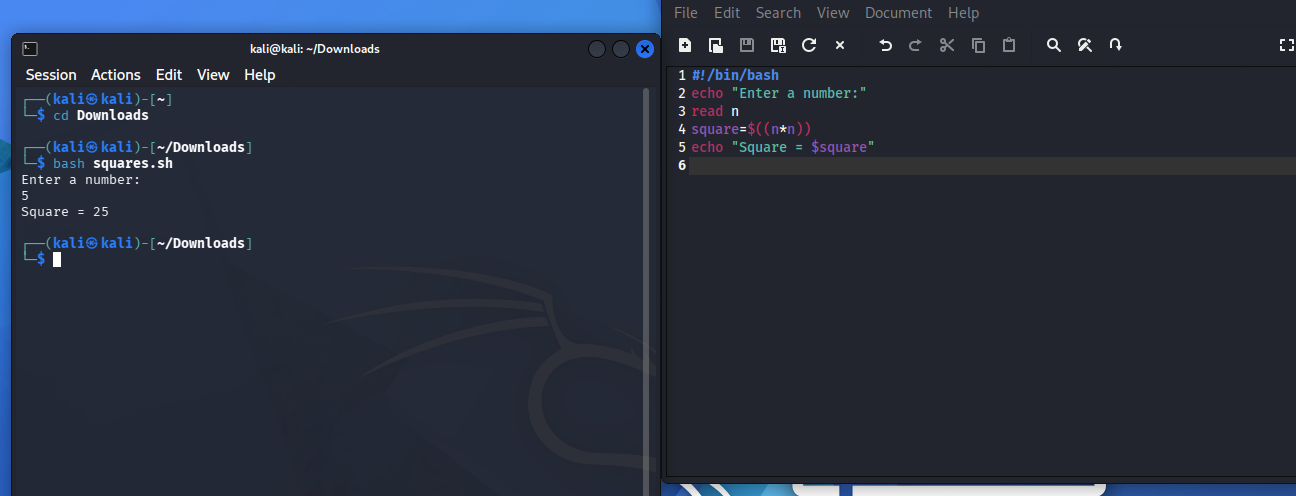 kali@kali: ~/Downloads
Session Actions Edit View Help
┌──(kali㉿kali)-[~]
└─$ cd Downloads
┌──(kali㉿kali)-[~/Downloads]
└─$ bash squares.sh
Enter a number:
5
Square = 25
┌──(kali㉿kali)-[~/Downloads]
└─$
File Edit Search View Document Help
1 #!/bin/bash
2 echo "Enter a number:"
3 read n
4 square=$((n*n))
5 echo "Square = $square"
6